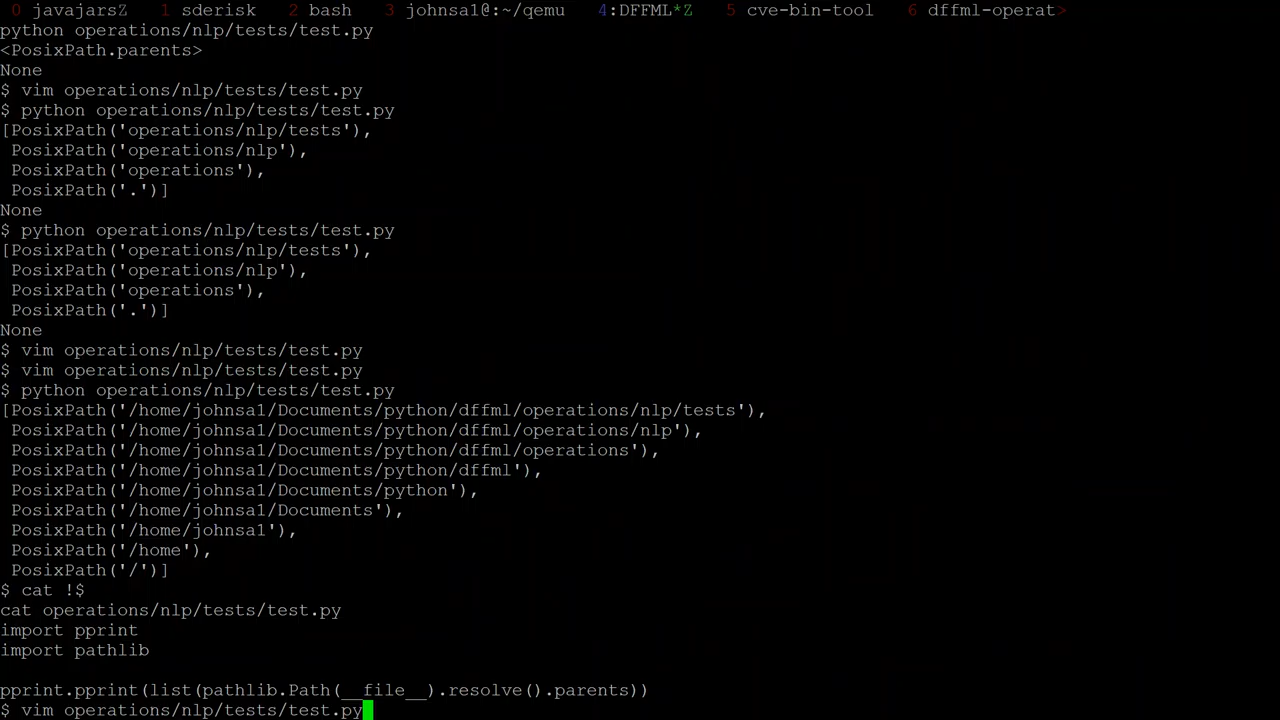 0 javajarsZ  1 sderisk  2 bash  3 johnsa1@:~/qemu  4:DFFML*Z  5 cve-bin-tool  6 dffml-operat>
python operations/nlp/tests/test.py
<PosixPath.parents>
None
$ vim operations/nlp/tests/test.py
$ python operations/nlp/tests/test.py
[PosixPath('operations/nlp/tests'),
 PosixPath('operations/nlp'),
 PosixPath('operations'),
 PosixPath('.')]
None
$ python operations/nlp/tests/test.py
[PosixPath('operations/nlp/tests'),
 PosixPath('operations/nlp'),
 PosixPath('operations'),
 PosixPath('.')]
None
$ vim operations/nlp/tests/test.py
$ vim operations/nlp/tests/test.py
$ python operations/nlp/tests/test.py
[PosixPath('/home/johnsa1/Documents/python/dffml/operations/nlp/tests'),
 PosixPath('/home/johnsa1/Documents/python/dffml/operations/nlp'),
 PosixPath('/home/johnsa1/Documents/python/dffml/operations'),
 PosixPath('/home/johnsa1/Documents/python/dffml'),
 PosixPath('/home/johnsa1/Documents/python'),
 PosixPath('/home/johnsa1/Documents'),
 PosixPath('/home/johnsa1'),
 PosixPath('/home'),
 PosixPath('/')]
$ cat !$
cat operations/nlp/tests/test.py
import pprint
import pathlib

pprint.pprint(list(pathlib.Path(__file__).resolve().parents))
$ vim operations/nlp/tests/test.py